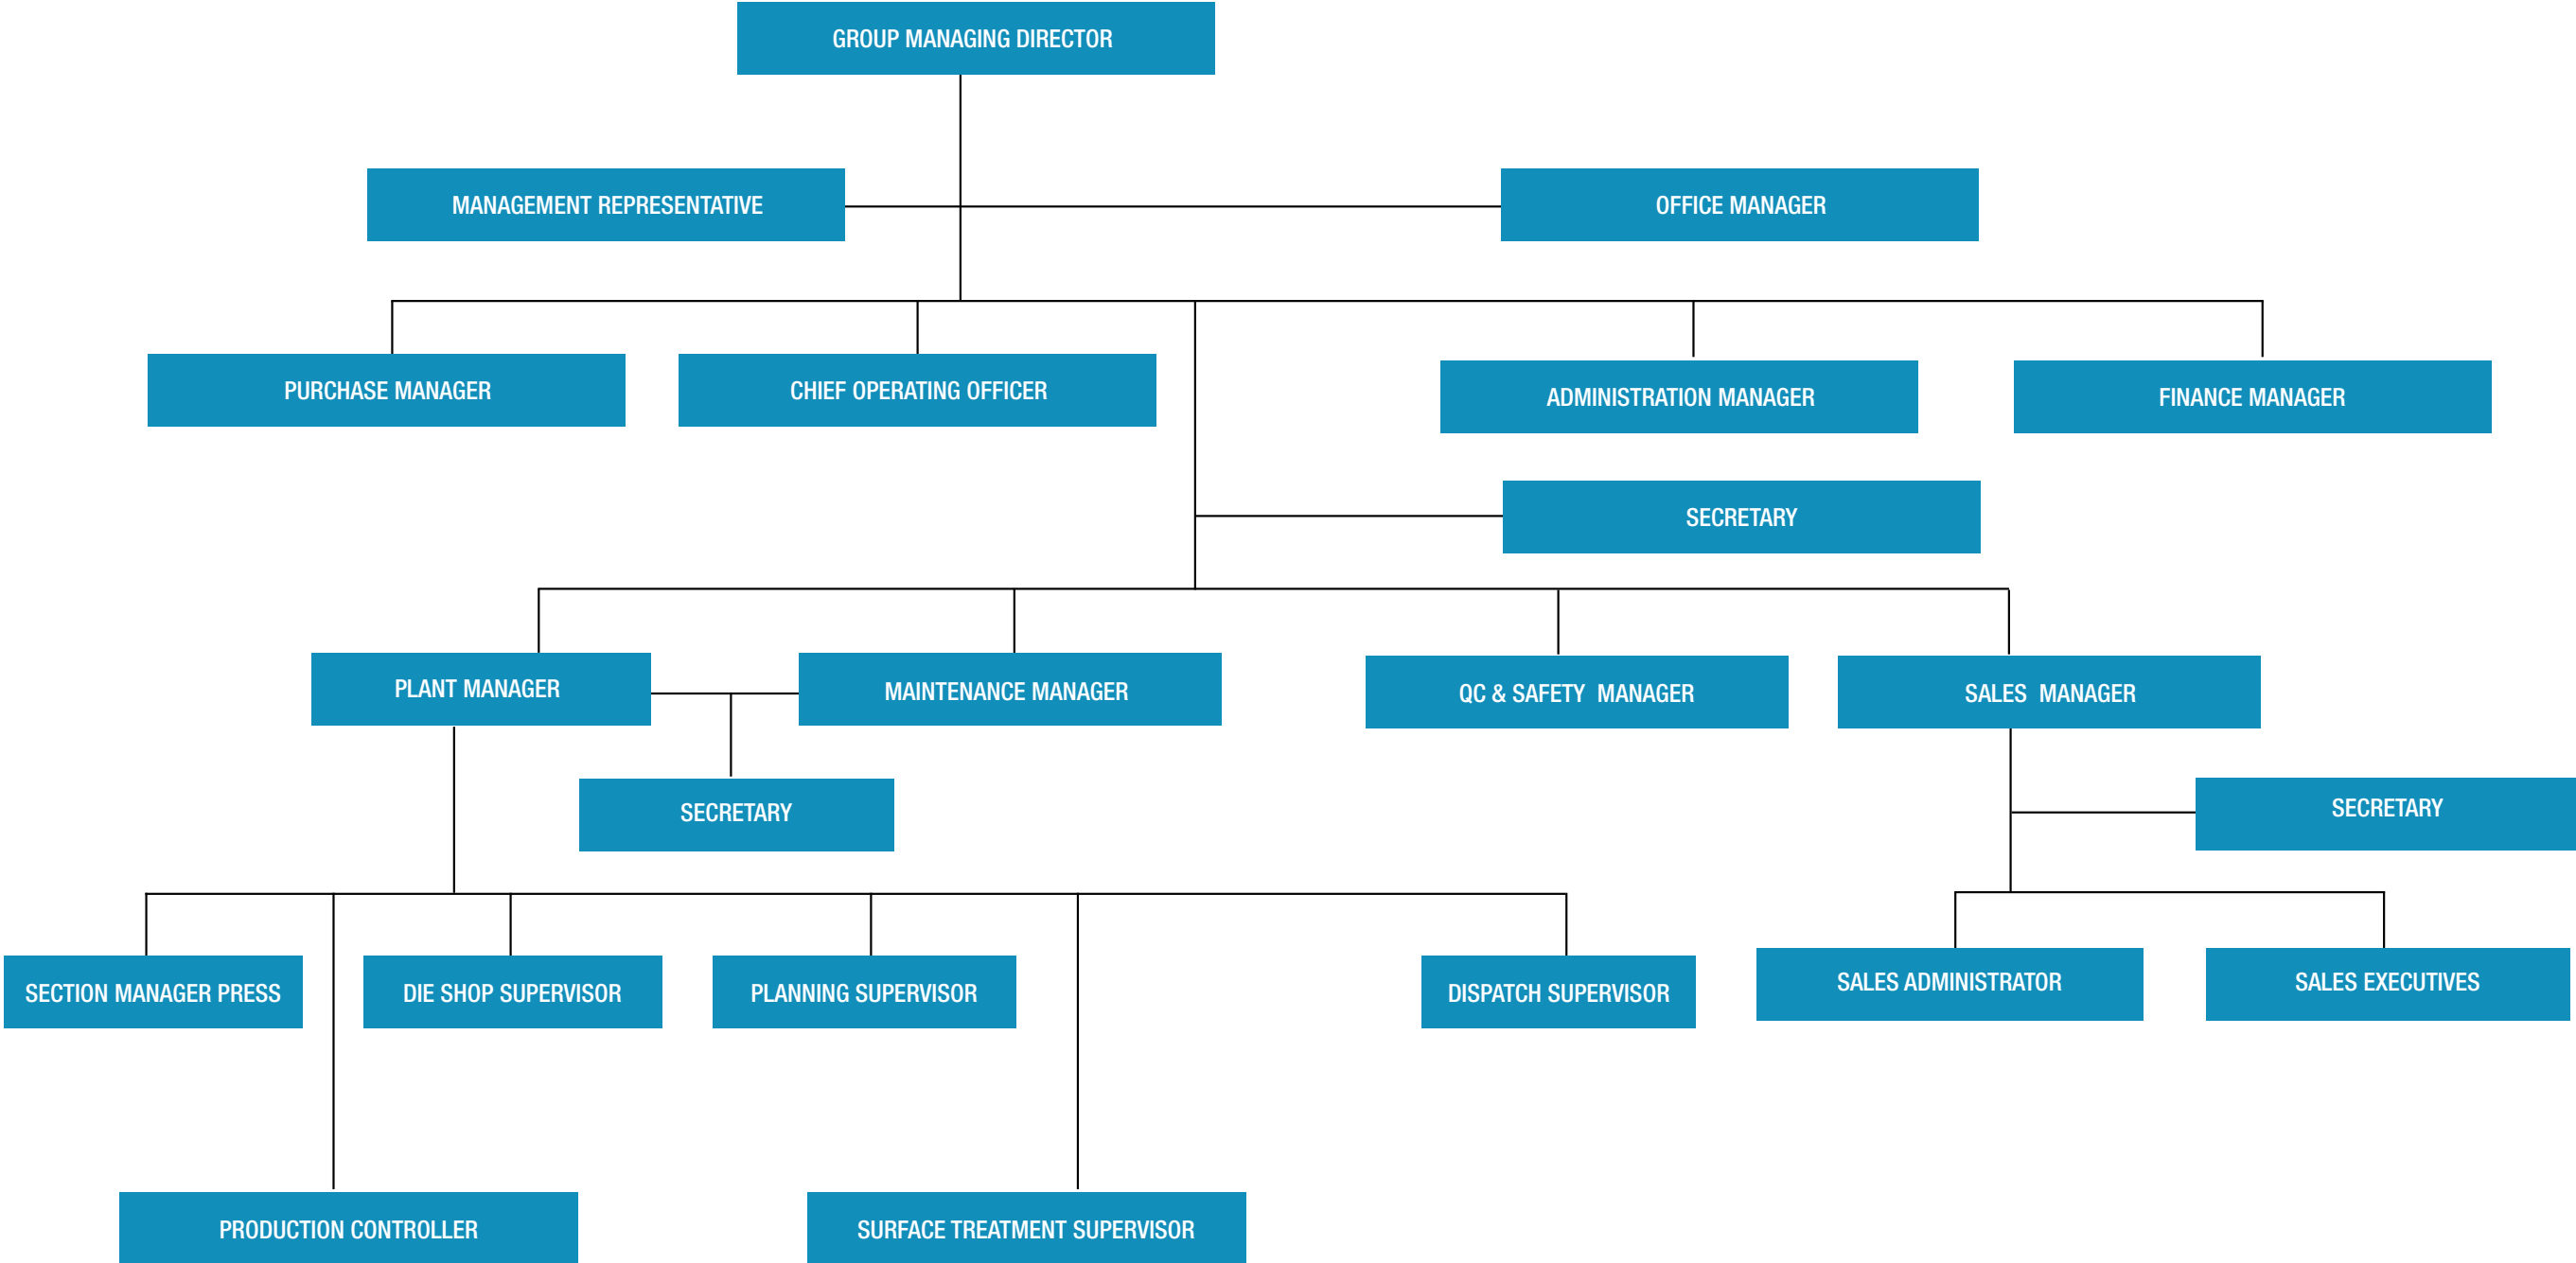 GROUP MANAGING DIRECTOR
MANAGEMENT REPRESENTATIVE
OFFICE MANAGER
PURCHASE MANAGER
CHIEF OPERATING OFFICER
ADMINISTRATION MANAGER
FINANCE MANAGER
SECRETARY
PLANT MANAGER
MAINTENANCE MANAGER
QC & SAFETY MANAGER
SALES MANAGER
SECRETARY
SECRETARY
SECTION MANAGER PRESS
DIE SHOP SUPERVISOR
PLANNING SUPERVISOR
DISPATCH SUPERVISOR
SALES ADMINISTRATOR
SALES EXECUTIVES
PRODUCTION CONTROLLER
SURFACE TREATMENT SUPERVISOR